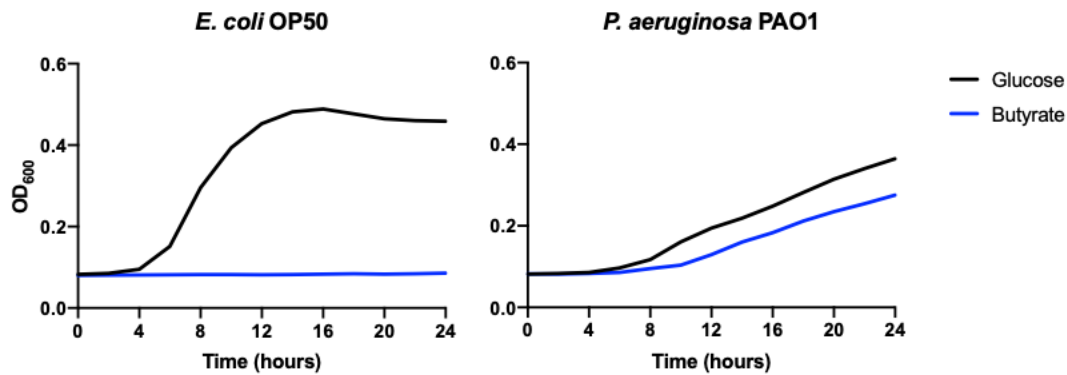 E. coli OP50
0.6
0.4
0.2
0.0
OD600
0 4 8 12 16 20 24
Time (hours)
P. aeruginosa PAO1
0.6
0.4
0.2
0.0
0 4 8 12 16 20 24
Time (hours)
Glucose
Butyrate